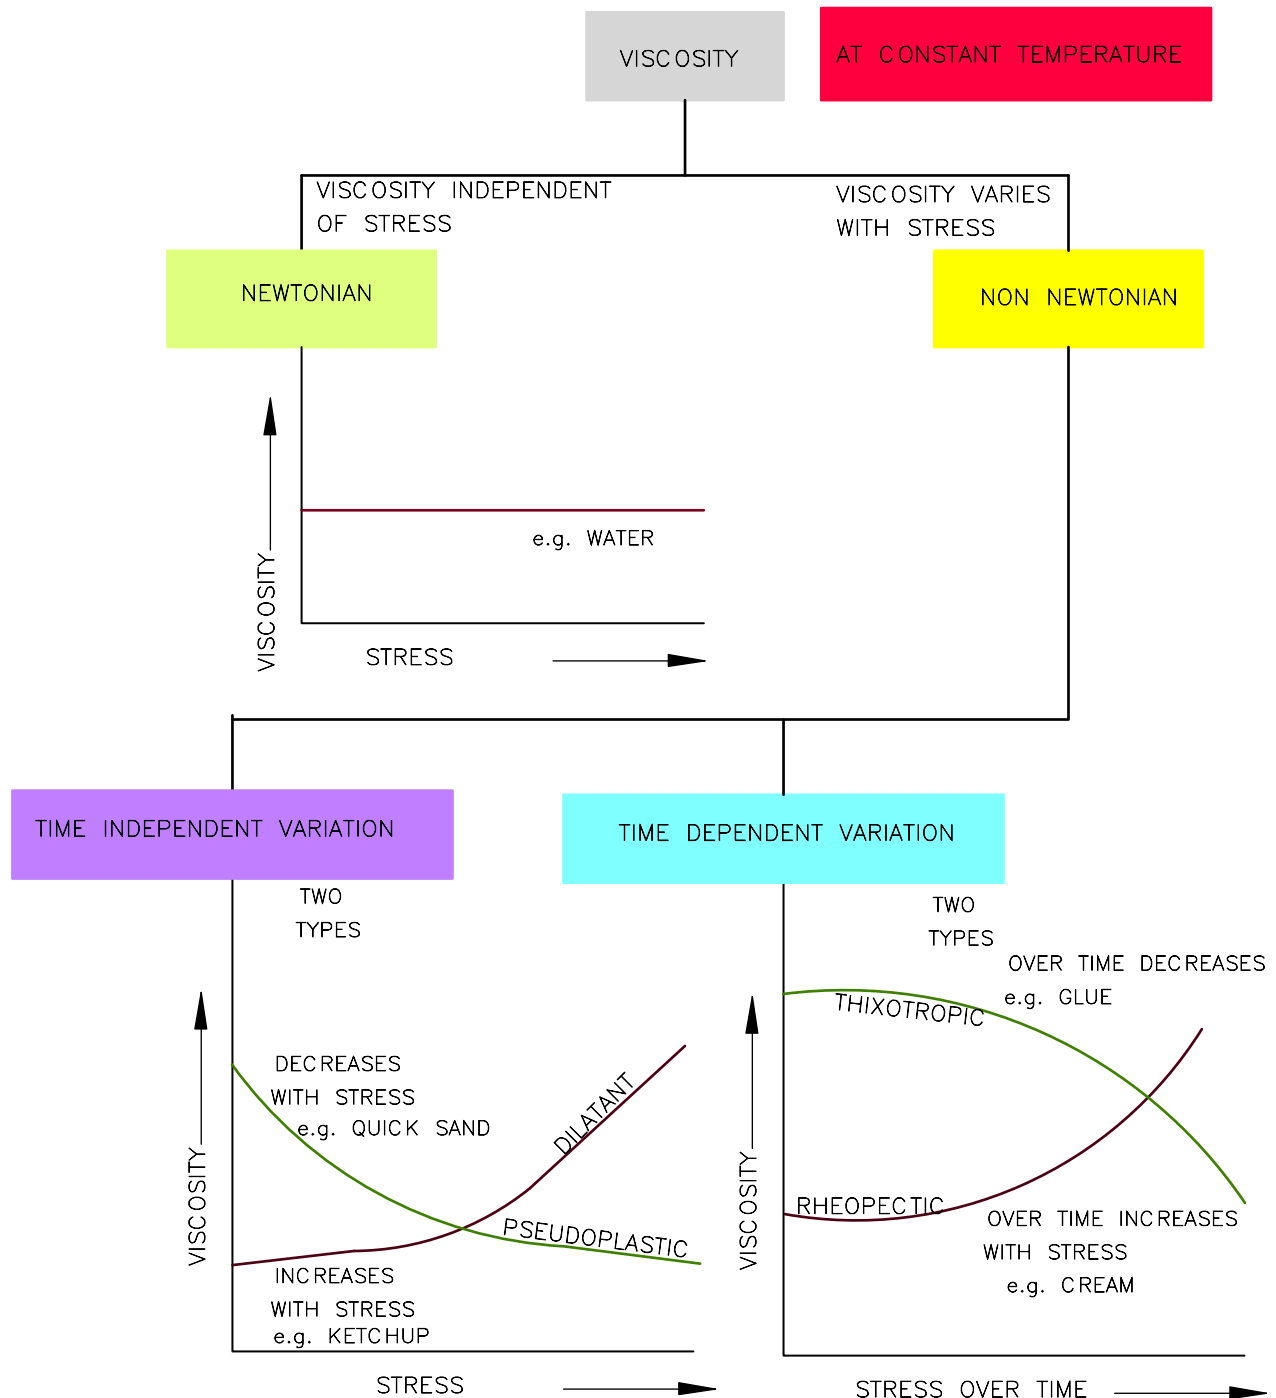 VISCOSITY
AT CONSTANT TEMPERATURE
VISCOSITY INDEPENDENT
OF STRESS
VISCOSITY VARIES
WITH STRESS
NEWTONIAN
NON NEWTONIAN
VISCOSITY
e.g. WATER
STRESS
TIME INDEPENDENT VARIATION
TIME DEPENDENT VARIATION
TWO
TYPES
VISCOSITY
DECREASES
WITH STRESS
e.g. QUICK SAND
DILATANT
PSEUDOPLASTIC
INCREASES
WITH STRESS
e.g. KETCHUP
STRESS
TWO
TYPES
OVER TIME DECREASES
e.g. GLUE
THIXOTROPIC
VISCOSITY
RHEOPECTIC
OVER TIME INCREASES
WITH STRESS
e.g. CREAM
STRESS OVER TIME